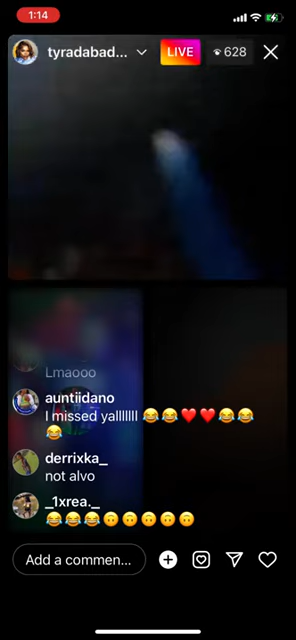 1:14
tyradabad...
LIVE
628
Lmaooo
auntiidano
I missed yalllllll 😂😂❤️❤️😂😂
😂
derrixka_
not alvo
_1xrea._
😂😂😂🙃🙃🙃🙃🙃
Add a commen...